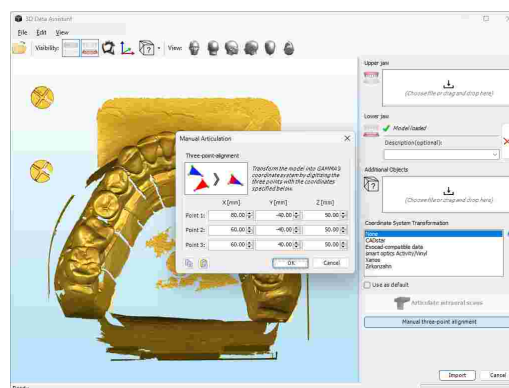 3D Data Assistant
File Edit View
Visibility:
View:
Upper jaw
(Choose file or drag and drop here)
Lower jaw
Model loaded
Description(optional):
Additional Objects
(Choose file or drag and drop here)
Coordinate System Transformation
None
CADstar
Exocad-compatible data
smart optics Activity/Vinyl
Xanos
Zirkonzahn
Use as default
Articulate intraoral scans
Manual three-point alignment
Import Cancel
Manual Articulation
Three-point-alignment
Transform the model into GAMMA's
coordinate system by digitizing the
three points with the coordinates
specified below.
X [mm] Y [mm] Z [mm]
Point 1: 80.00 -40.00 50.00
Point 2: 60.00 -40.00 50.00
Point 3: 60.00 40.00 50.00
OK Cancel